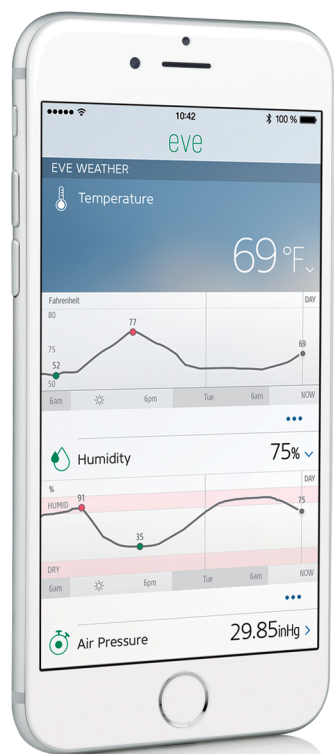 10:42
100 %
eve
EVE WEATHER
Temperature
69 °F
Fahrenheit DAY
80
77
75
69
52
50
6am 6pm Tue 6am NOW
Humidity 75%
% DAY
HUMID 91
75
35
DRY
6am 6pm Tue 6am NOW
Air Pressure 29.85inHg